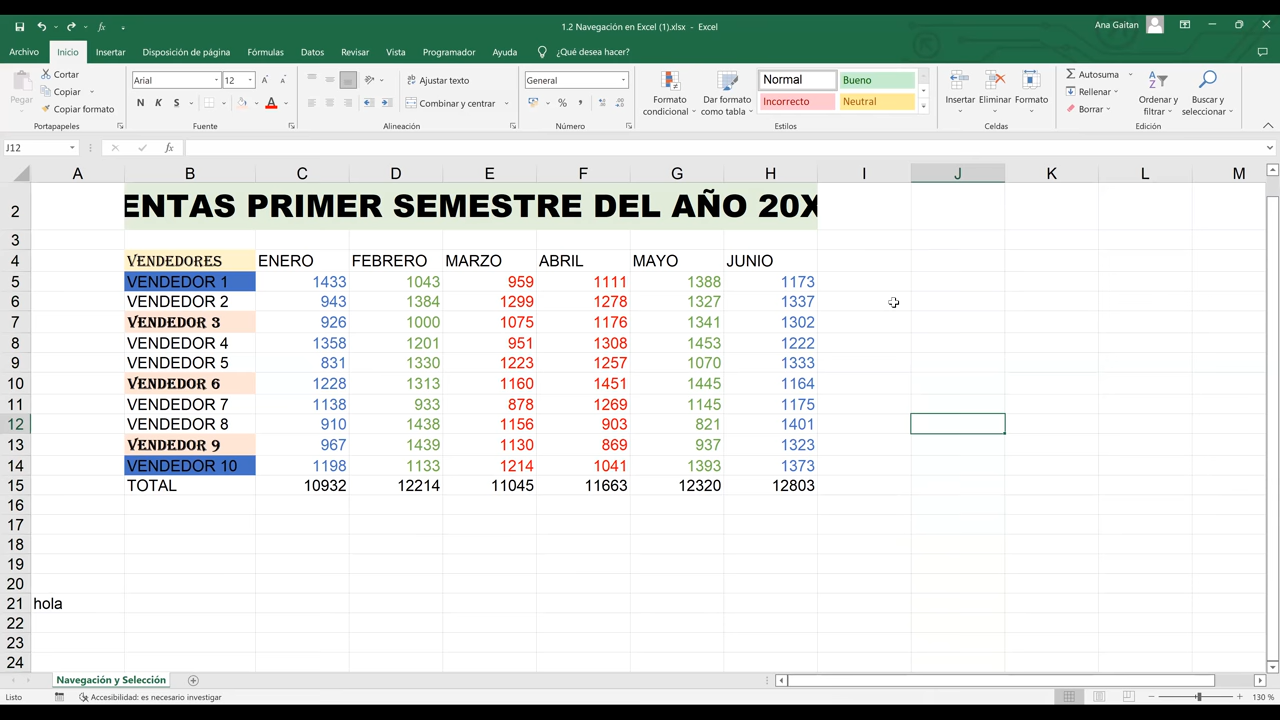 1.2 Navegación en Excel (1).xlsx - Excel
Ana Gaitan
Archivo Inicio Insertar Disposición de página Fórmulas Datos Revisar Vista Programador Ayuda ¿Qué desea hacer?
Pegar
Cortar
Copiar
Copiar formato
Portapapeles
Arial 12
N K S
Fuente
Ajustar texto
Combinar y centrar
Alineación
General
% 000
Número
Formato condicional
Dar formato como tabla
Normal Bueno
Incorrecto Neutral
Estilos
Insertar Eliminar Formato
Celdas
Autosuma
Rellenar
Borrar
Ordenar y filtrar
Buscar y seleccionar
Edición
J12 fx
A B C D E F G H I J K L M
2 ENTAS PRIMER SEMESTRE DEL AÑO 20X
3
4 VENDEDORES ENERO FEBRERO MARZO ABRIL MAYO JUNIO
5 VENDEDOR 1 1433 1043 959 1111 1388 1173
6 VENDEDOR 2 943 1384 1299 1278 1327 1337
7 VENDEDOR 3 926 1000 1075 1176 1341 1302
8 VENDEDOR 4 1358 1201 951 1308 1453 1222
9 VENDEDOR 5 831 1330 1223 1257 1070 1333
10 VENDEDOR 6 1228 1313 1160 1451 1445 1164
11 VENDEDOR 7 1138 933 878 1269 1145 1175
12 VENDEDOR 8 910 1438 1156 903 821 1401
13 VENDEDOR 9 967 1439 1130 869 937 1323
14 VENDEDOR 10 1198 1133 1214 1041 1393 1373
15 TOTAL 10932 12214 11045 11663 12320 12803
16
17
18
19
20
21 hola
22
23
24
Navegación y Selección
Listo Accesibilidad: es necesario investigar 130 %